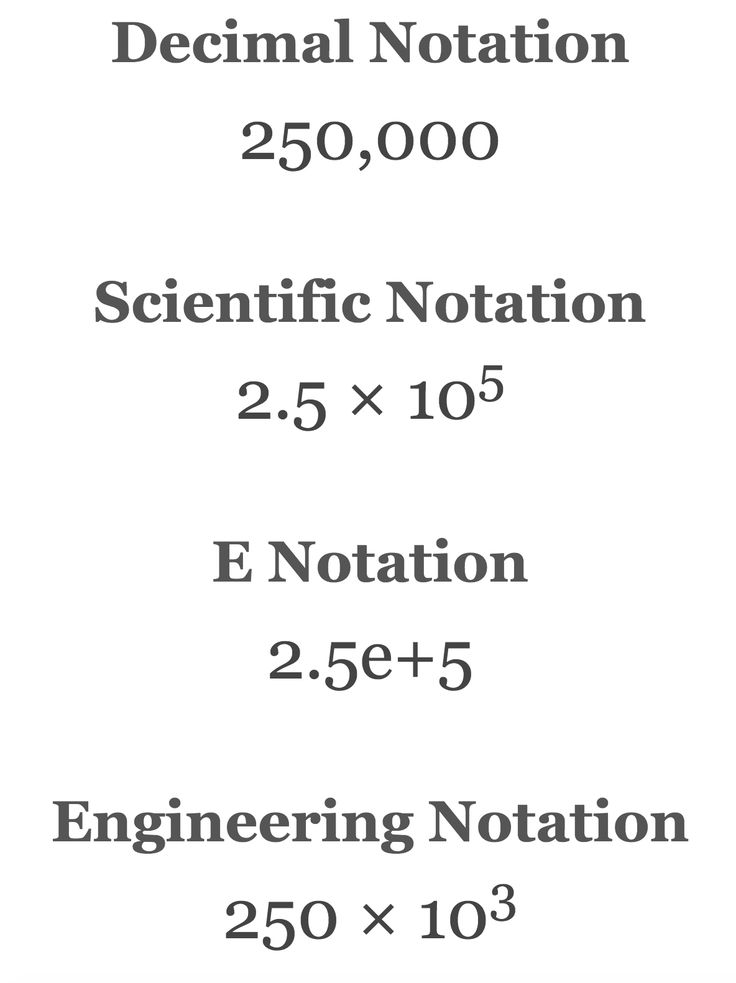 Decimal Notation
250,000
Scientific Notation
2.5 × 10⁵
E Notation
2.5e+5
Engineering Notation
250 × 10³